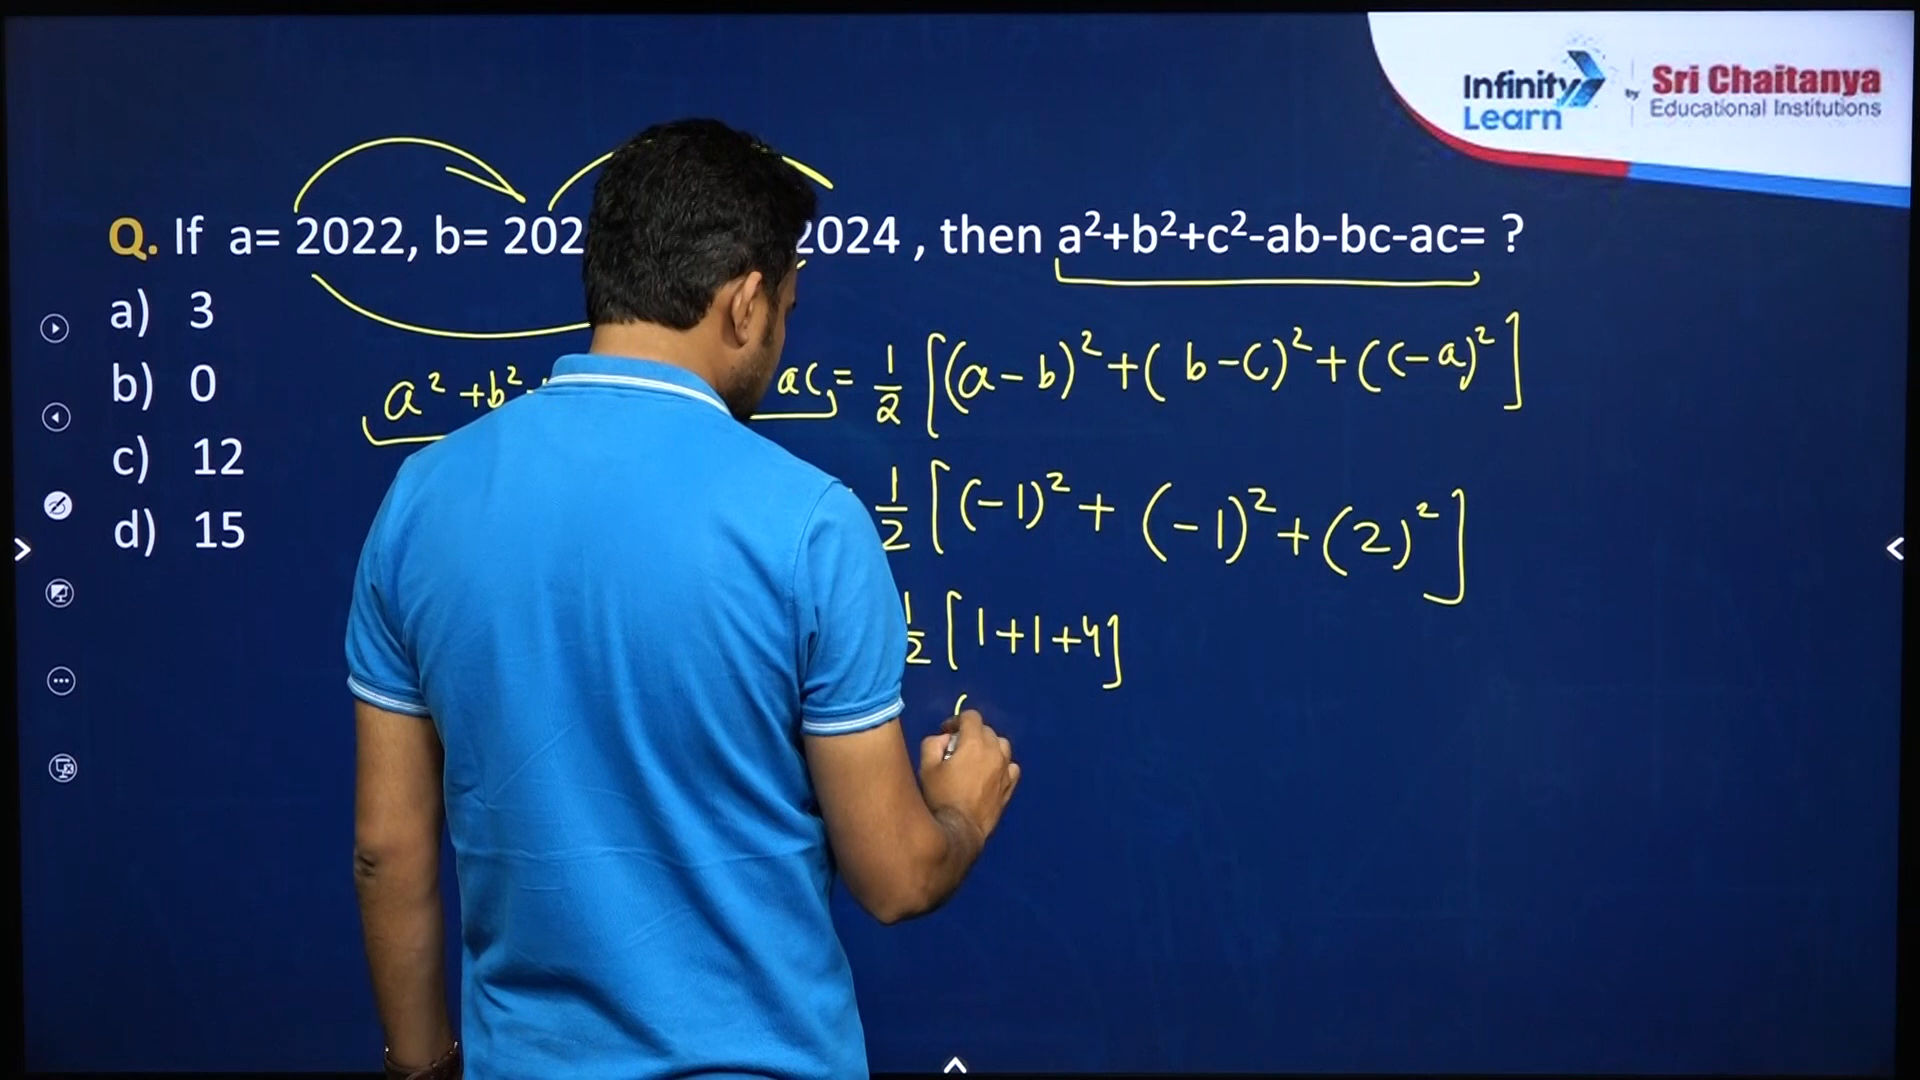 Infinity Learn by Sri Chaitanya Educational Institutions
Q. If a= 2022, b= 202 2024 , then a²+b²+c²-ab-bc-ac= ?
a) 3
b) 0
c) 12
d) 15
a² +b² ac = 1/2 [(a-b)² +( b-c)² + (c-a)² ]
1/2 [(-1)² + (-1)² + (2)² ]
1/2 [1+1+4]